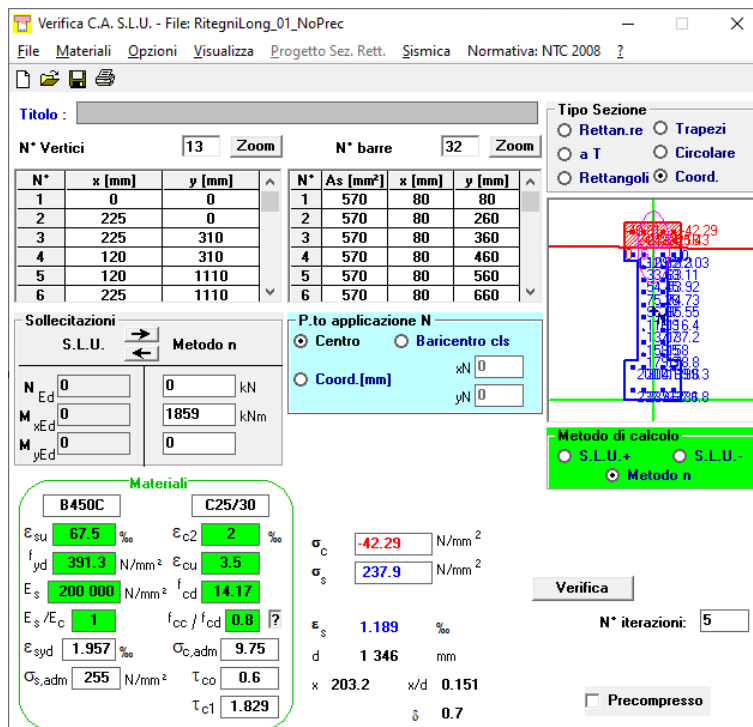 Verifica C.A. S.L.U. - File: RitegniLong_01_NoPrec
File Materiali Opzioni Visualizza Progetto Sez. Rett. Sismica Normativa: NTC 2008 ?
Titolo :
N° Vertici 13 Zoom N° barre 32 Zoom
N° x [mm] y [mm]
1 0 0
2 225 0
3 225 310
4 120 310
5 120 1110
6 225 1110
N° As [mm²] x [mm] y [mm]
1 570 80 80
2 570 80 260
3 570 80 360
4 570 80 460
5 570 80 560
6 570 80 660
Tipo Sezione
Rettan.re Trapezi
a T Circolare
Rettangoli Coord.
Sollecitazioni
S.L.U. Metodo n
N Ed 0 0 kN
M xEd 0 1859 kNm
M yEd 0 0
P.to applicazione N
Centro Baricentro cls
Coord.[mm] xN 0
yN 0
Metodo di calcolo
S.L.U.+ S.L.U.-
Metodo n
Materiali
B450C C25/30
εsu 67.5 ‰ εc2 2 ‰
fyd 391.3 N/mm² εcu 3.5
Es 200 000 N/mm² fcd 14.17
Es/Ec 1 fcc / fcd 0.8 ?
εsyd 1.957 ‰ σc,adm 9.75
σs,adm 255 N/mm² τco 0.6
τc1 1.829
σc -42.29 N/mm²
σs 237.9 N/mm²
εs 1.189 ‰
d 1 346 mm
x 203.2 x/d 0.151
δ 0.7
Verifica
N° iterazioni: 5
Precompresso